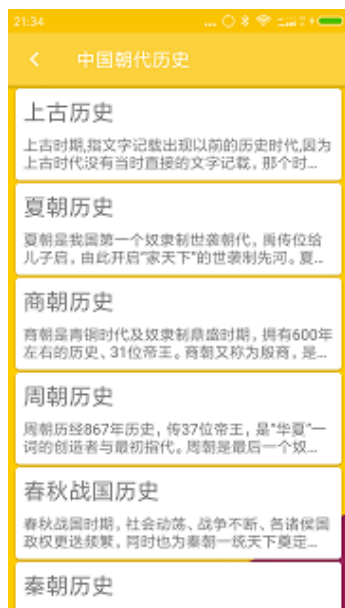 21:34
中国朝代历史
上古历史
上古时期,指文字记载出现以前的历史时代,因为
上古时代没有当时直接的文字记载，那个时...
夏朝历史
夏朝是我国第一个奴隶制世袭朝代，禹传位给
儿子启，由此开启“家天下”的世袭制先河。夏...
商朝历史
商朝是青铜时代及奴隶制鼎盛时期，拥有600年
左右的历史、31位帝王。商朝又称为殷商，是...
周朝历史
周朝历经867年历史，传37位帝王，是“华夏”一
词的创造者与最初指代。周朝是最后一个奴...
春秋战国历史
春秋战国时期，社会动荡、战争不断、各诸侯国
政权更迭频繁，同时也为秦朝一统天下奠定...
秦朝历史